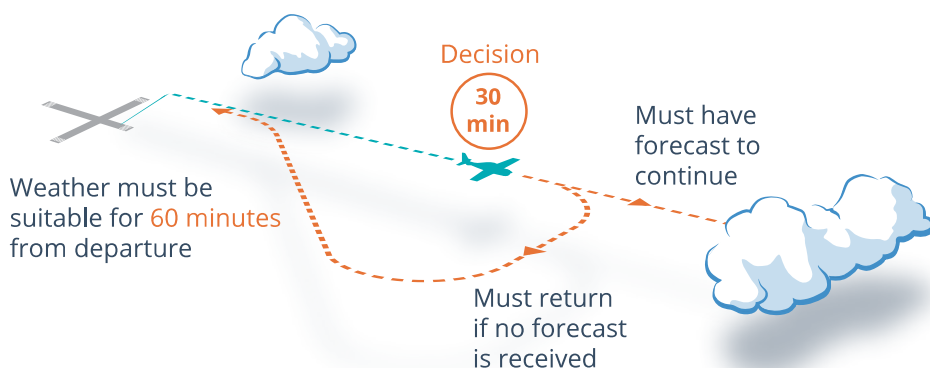 Decision
30
min
Must have
forecast to
continue
Weather must be
suitable for 60 minutes
from departure
Must return
if no forecast
is received